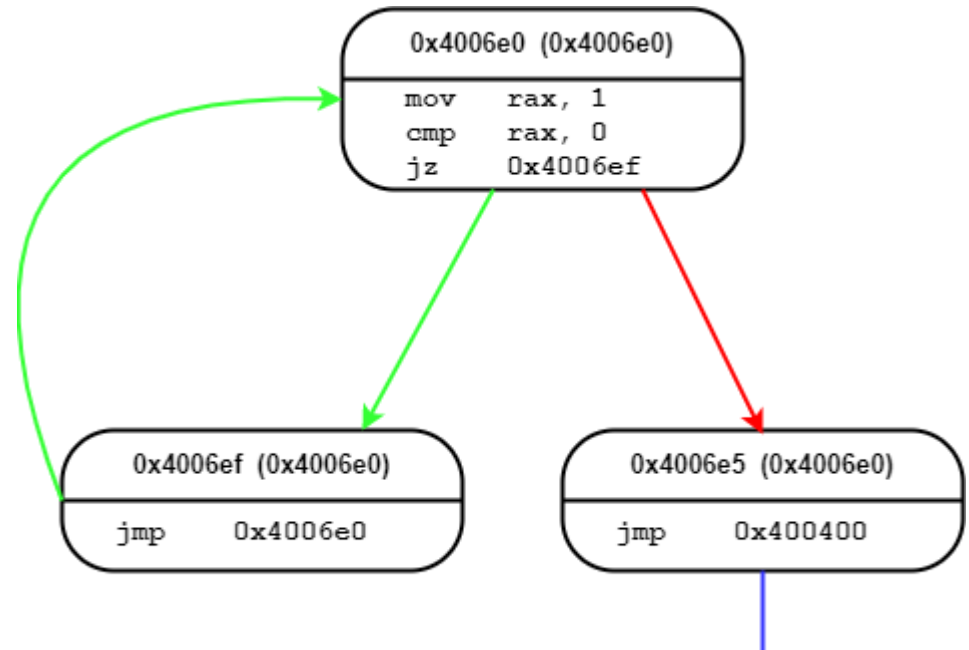 0x4006e0 (0x4006e0)
mov rax, 1
cmp rax, 0
jz 0x4006ef
0x4006ef (0x4006e0)
jmp 0x4006e0
0x4006e5 (0x4006e0)
jmp 0x400400